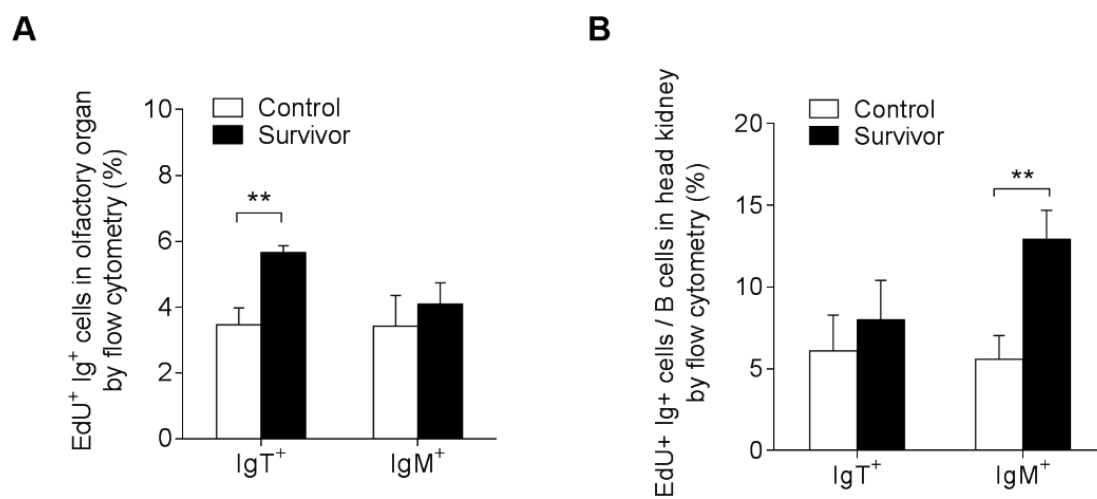 A
EdU⁺ Ig⁺ cells in olfactory organ
by flow cytometry (%)
10
8
6
4
2
0
Control
Survivor
**
IgT⁺
IgM⁺
B
EdU+ Ig+ cells / B cells in head kidney
by flow cytometry (%)
20
15
10
5
0
Control
Survivor
**
IgT⁺
IgM⁺